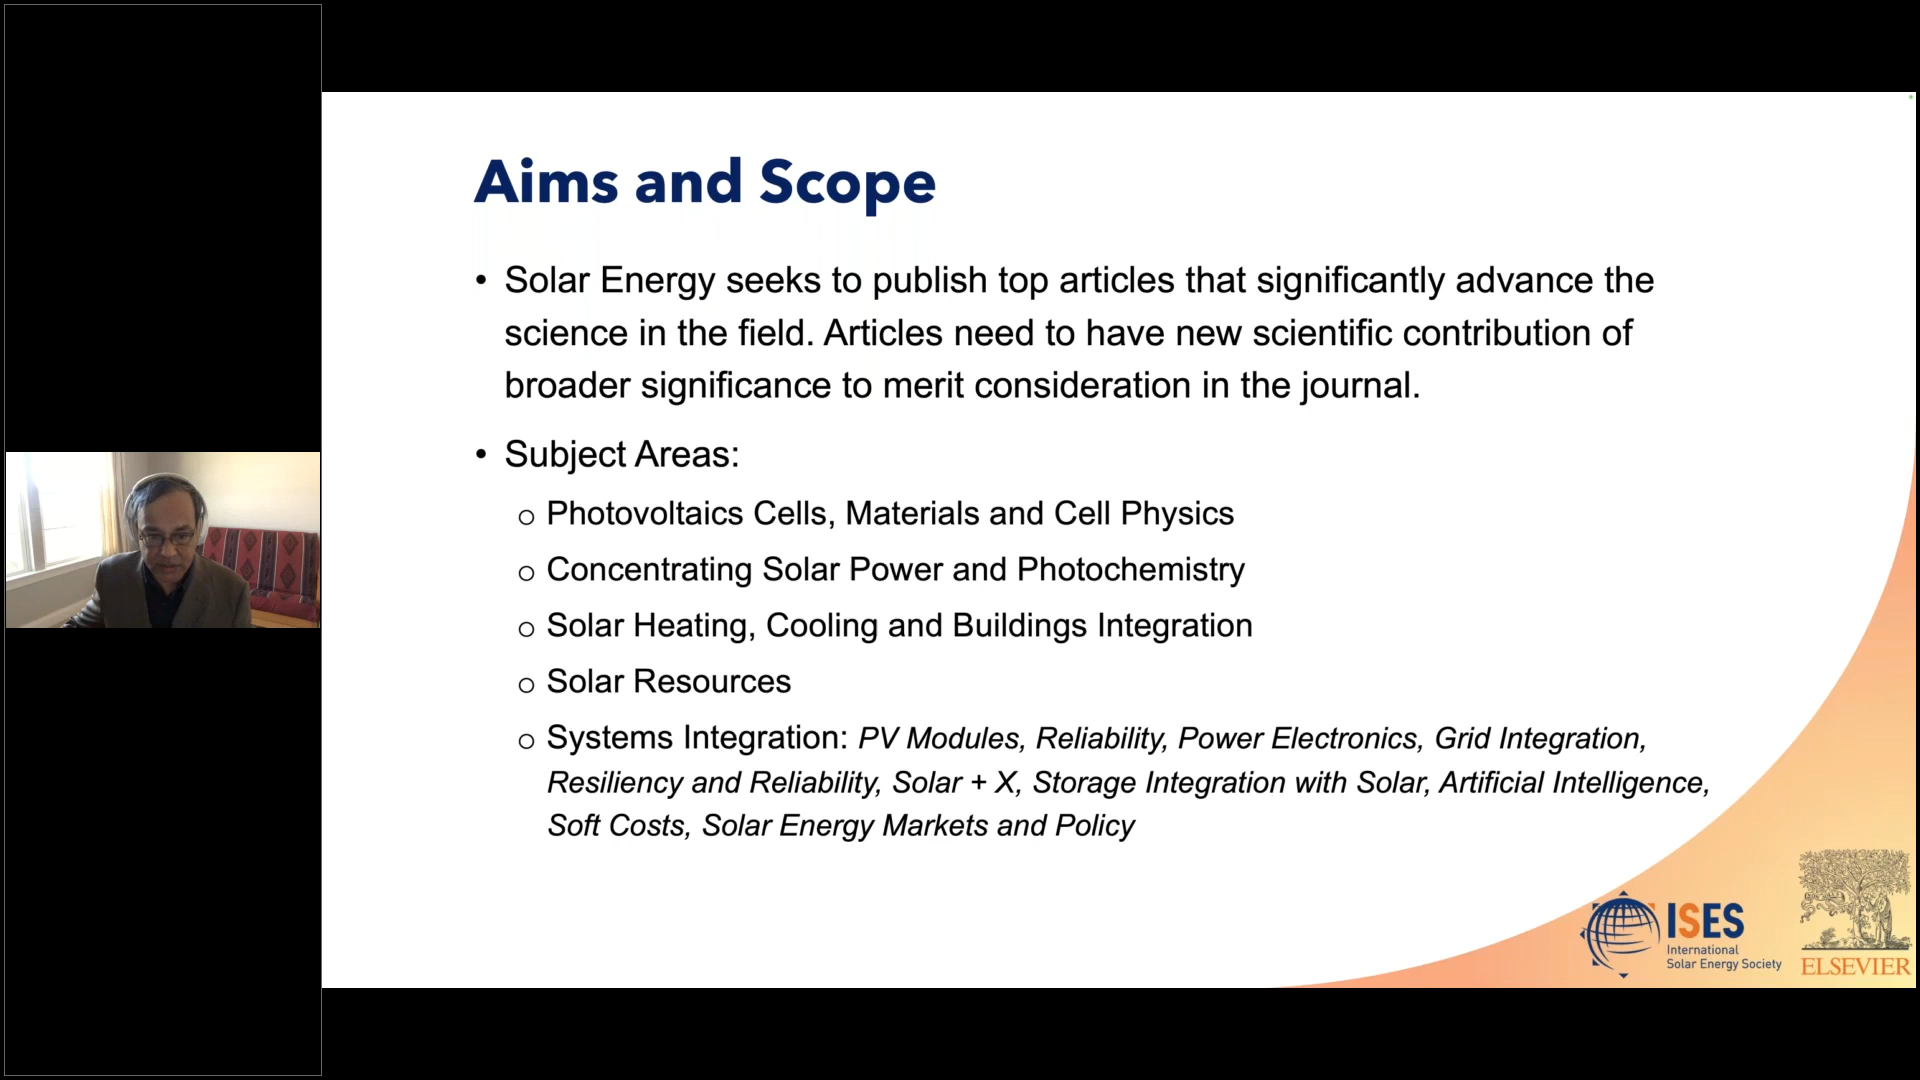 Aims and Scope
• Solar Energy seeks to publish top articles that significantly advance the
science in the field. Articles need to have new scientific contribution of
broader significance to merit consideration in the journal.
• Subject Areas:
o Photovoltaics Cells, Materials and Cell Physics
o Concentrating Solar Power and Photochemistry
o Solar Heating, Cooling and Buildings Integration
o Solar Resources
o Systems Integration: PV Modules, Reliability, Power Electronics, Grid Integration,
Resiliency and Reliability, Solar + X, Storage Integration with Solar, Artificial Intelligence,
Soft Costs, Solar Energy Markets and Policy
ISES
International
Solar Energy Society
ELSEVIER